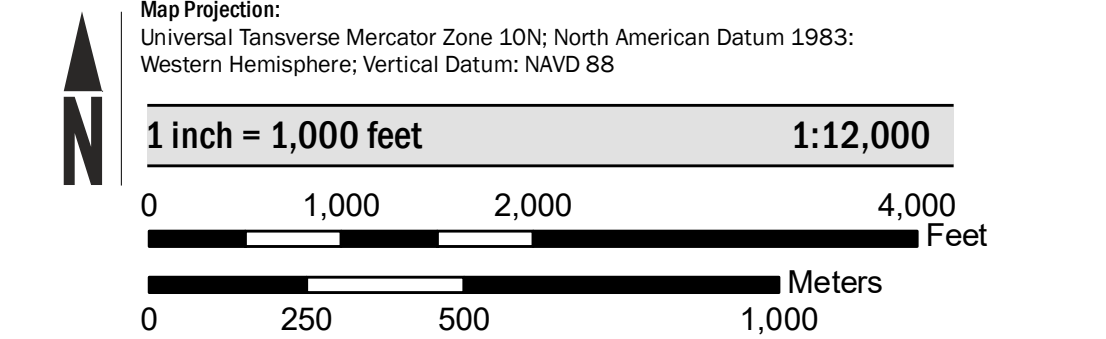 Map Projection:
Universal Tansverse Mercator Zone 10N; North American Datum 1983:
Western Hemisphere; Vertical Datum: NAVD 88
N
1 inch = 1,000 feet 1:12,000
0 1,000 2,000 4,000
Feet
Meters
0 250 500 1,000